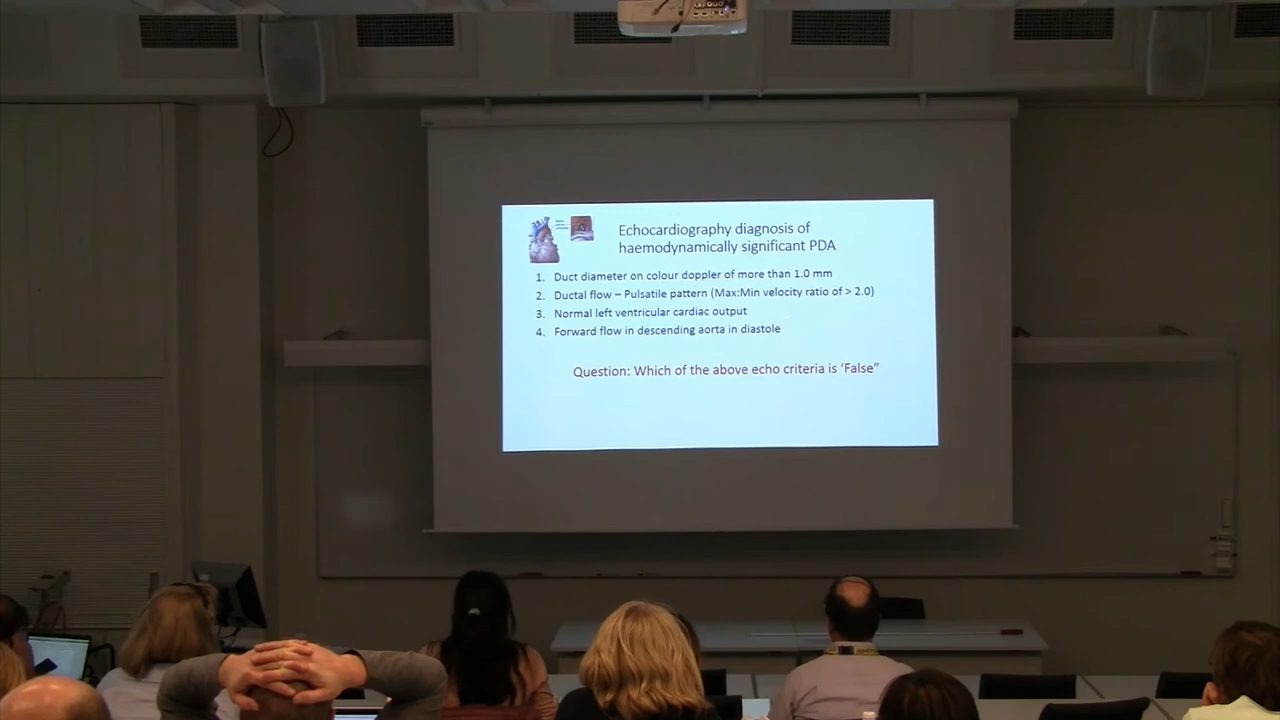 Echocardiography diagnosis of
haemodynamically significant PDA
1. Duct diameter on colour doppler of more than 1.0 mm
2. Ductal flow – Pulsatile pattern (Max:Min velocity ratio of > 2.0)
3. Normal left ventricular cardiac output
4. Forward flow in descending aorta in diastole
Question: Which of the above echo criteria is ‘False”